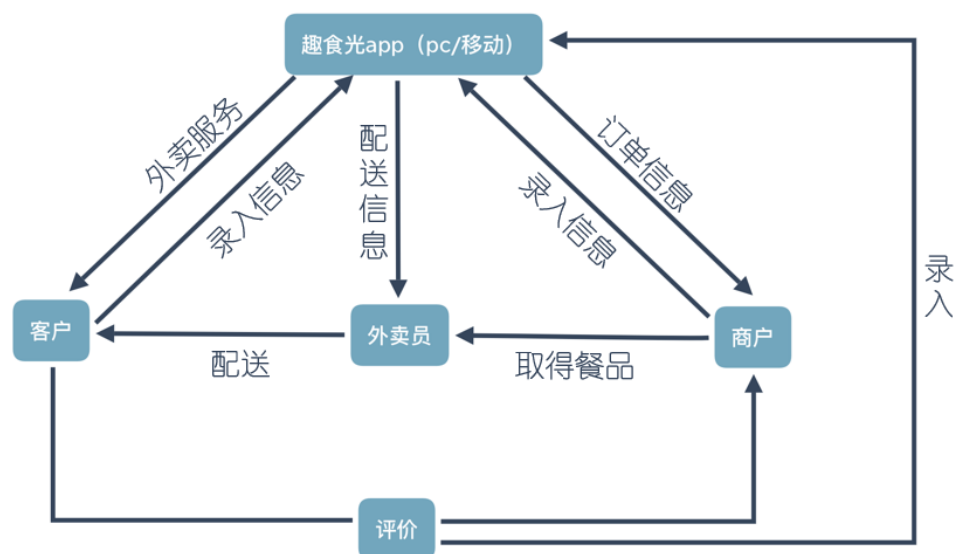 趣食光app（pc/移动）
外卖服务
录入信息
配送信息
录入信息
订单信息
录入
客户
外卖员
商户
配送
取得餐品
评价